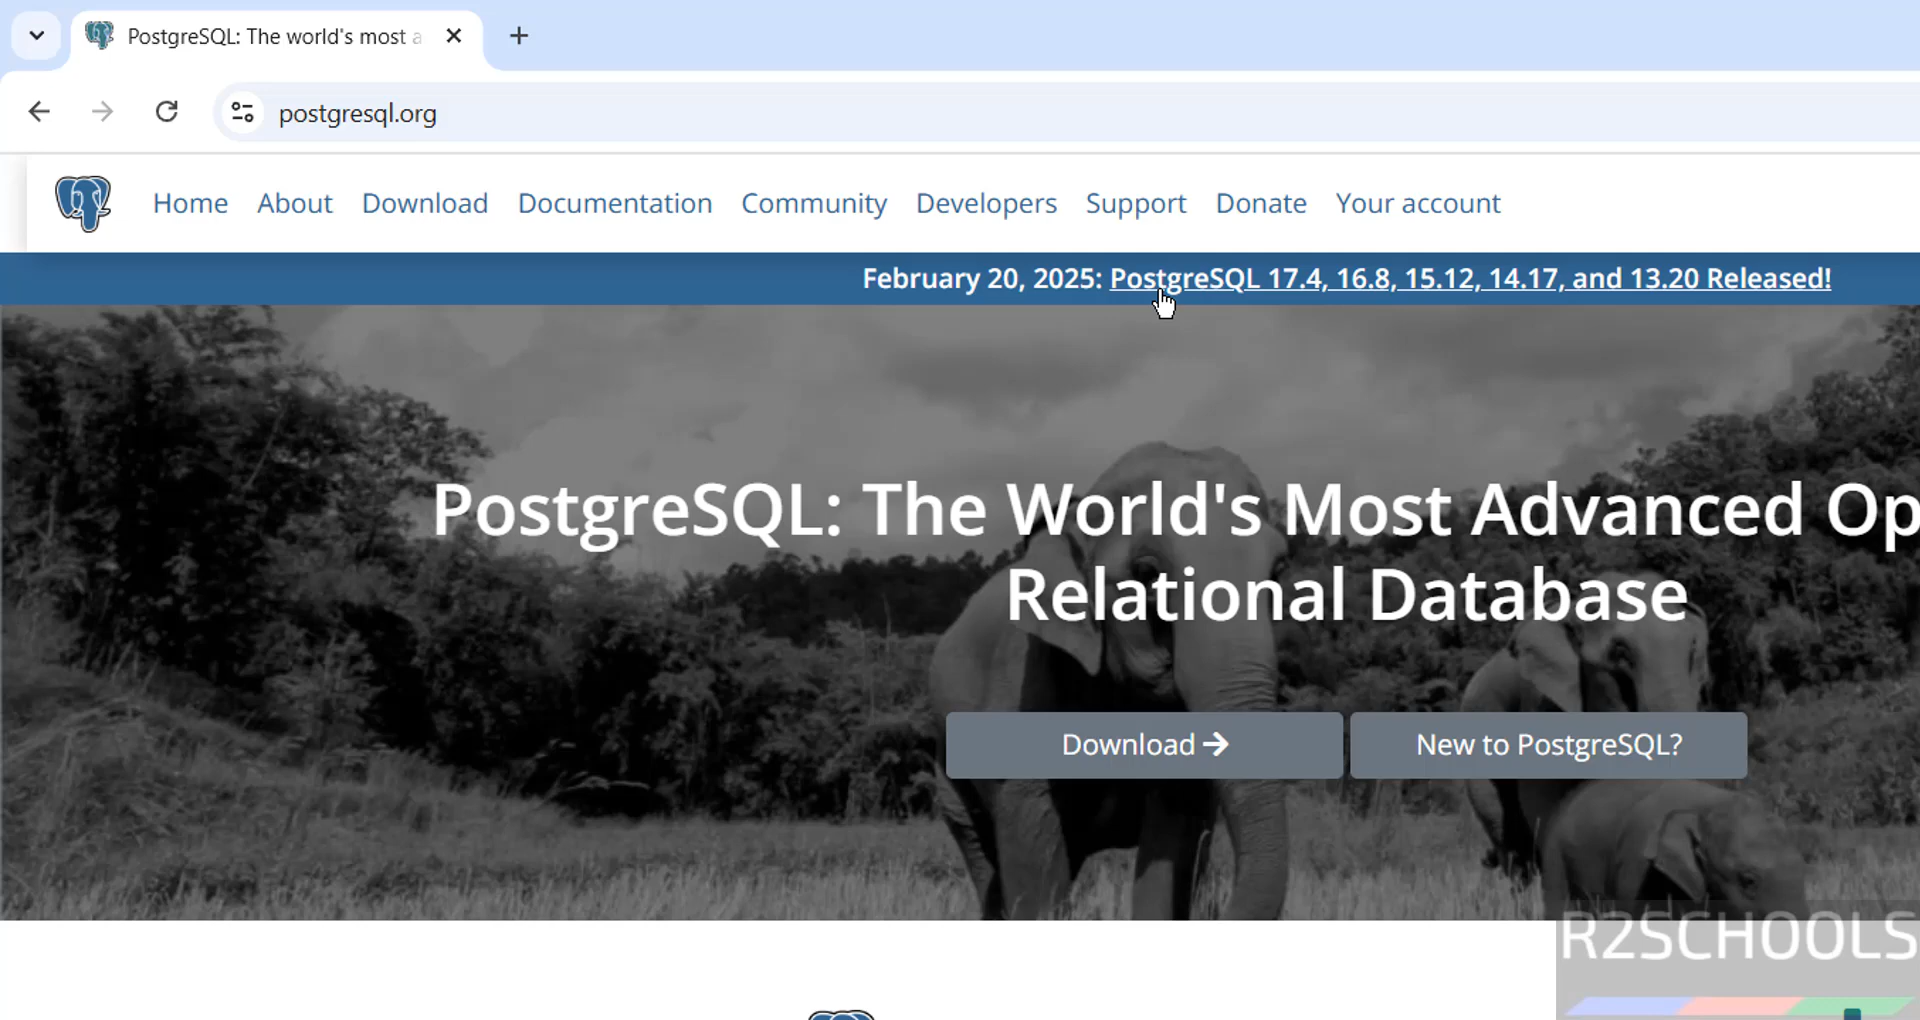 PostgreSQL: The world's most a
postgresql.org
Home About Download Documentation Community Developers Support Donate Your account
February 20, 2025: PostgreSQL 17.4, 16.8, 15.12, 14.17, and 13.20 Released!
PostgreSQL: The World's Most Advanced Op
Relational Database
Download New to PostgreSQL?
R2SCHOOLS